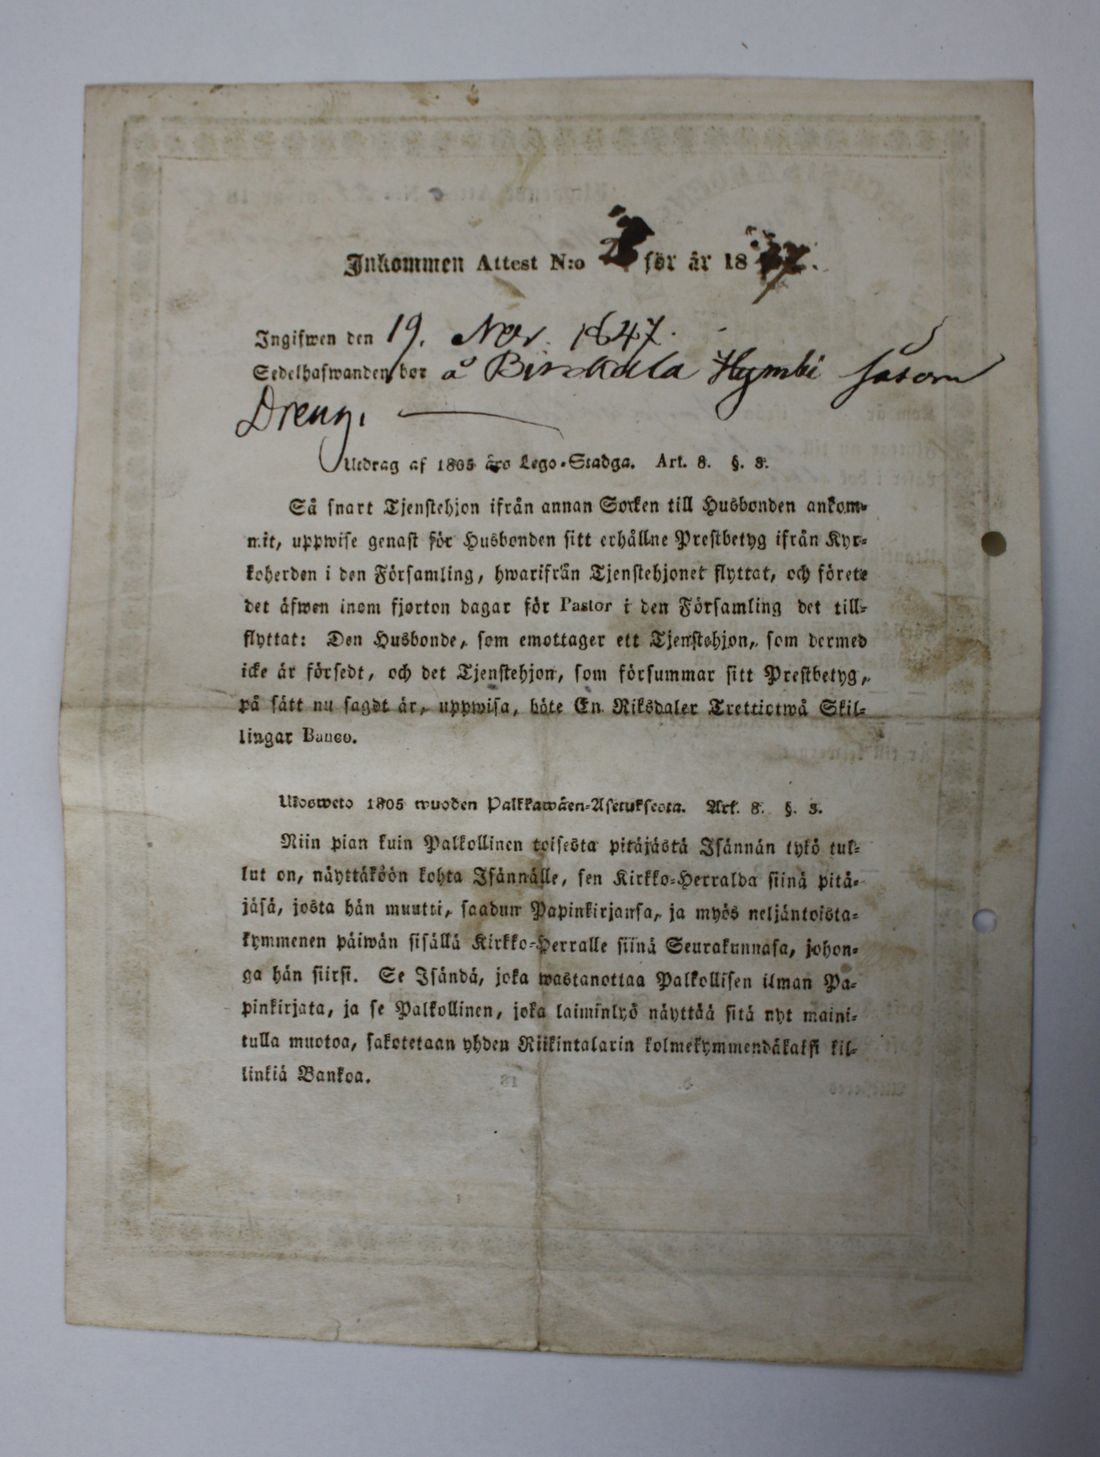 Inkommen Attest N:o 2 för år 1847.
Ingifwen den 19. Nov. 1847.
Sedelhafwanden bor å Hymbi såsom
Dreng.
Utdrag af 1805 års Lego-Stadga. Art. 8. §. 3.
Så snart Tjenstehjon ifrån annan Socken till Husbonden ankom-
mit, uppwise genast för Husbonden sitt erhållne Prestbetyg ifrån Kyr-
koherden i den Församling, hwarifrån Tjenstehjonet flyttat, och förete
det äfwen inom fjorton dagar för Pastor i den Församling det till-
flyttat: Den Husbonde, som emottager ett Tjenstehjon, som dermed
icke är försedt, och det Tjenstehjon, som försummar sitt Prestbetyg,
på sätt nu sagdt är, uppwisa, böte En Riksdaler Trettiotwå Skil-
lingar Banco.
Ulosweto 1805 wuoden Palkkawäen-Asetuksesta. Art. 8. §. 3.
Niin pian kuin Palkollinen toisesta pitäjästä Isännän tykö tul-
lut on, näyttäköön kohta Isännälle, sen Kirkko-Herralda siinä pitä-
jäsä, josta hän muutti, saadun Papinkirjansa, ja myös neljäntoista-
kymmenen päiwän sisällä Kirkko-Herralle siinä Seurakunnasa, johon-
ga hän siirsi. Se Isändä, joka wastanottaa Palkollisen ilman Pa-
pinkirjata, ja se Palkollinen, joka laiminlyö näyttää sitä nyt maini-
tulla muotoa, sakotetaan yhden Riikintalarin kolmekymmendäkaksi kil-
linkiä Bankoa.